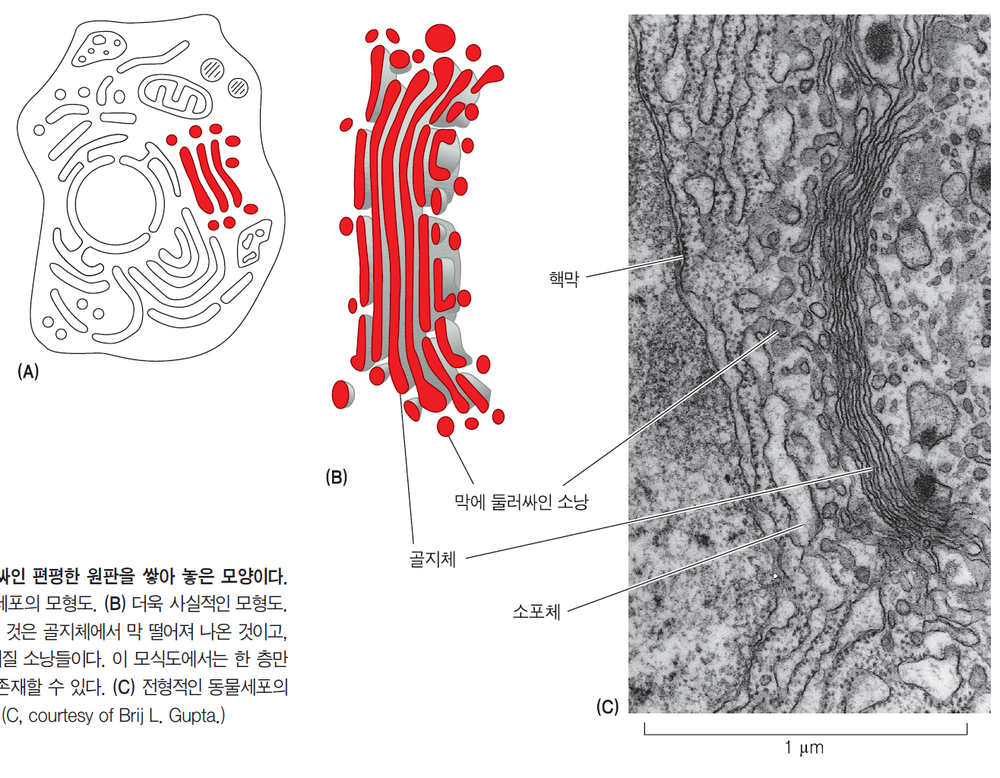 (A)
(B)
핵막
막에 둘러싸인 소낭
골지체
소포체
(C)
1 μm
싸인 편평한 원판을 쌓아 놓은 모양이다.
세포의 모형도. (B) 더욱 사실적인 모형도.
것은 골지체에서 막 떨어져 나온 것이고,
소낭들이다. 이 모식도에서는 한 층만
존재할 수 있다. (C) 전형적인 동물세포의
(C, courtesy of Brij L. Gupta.)